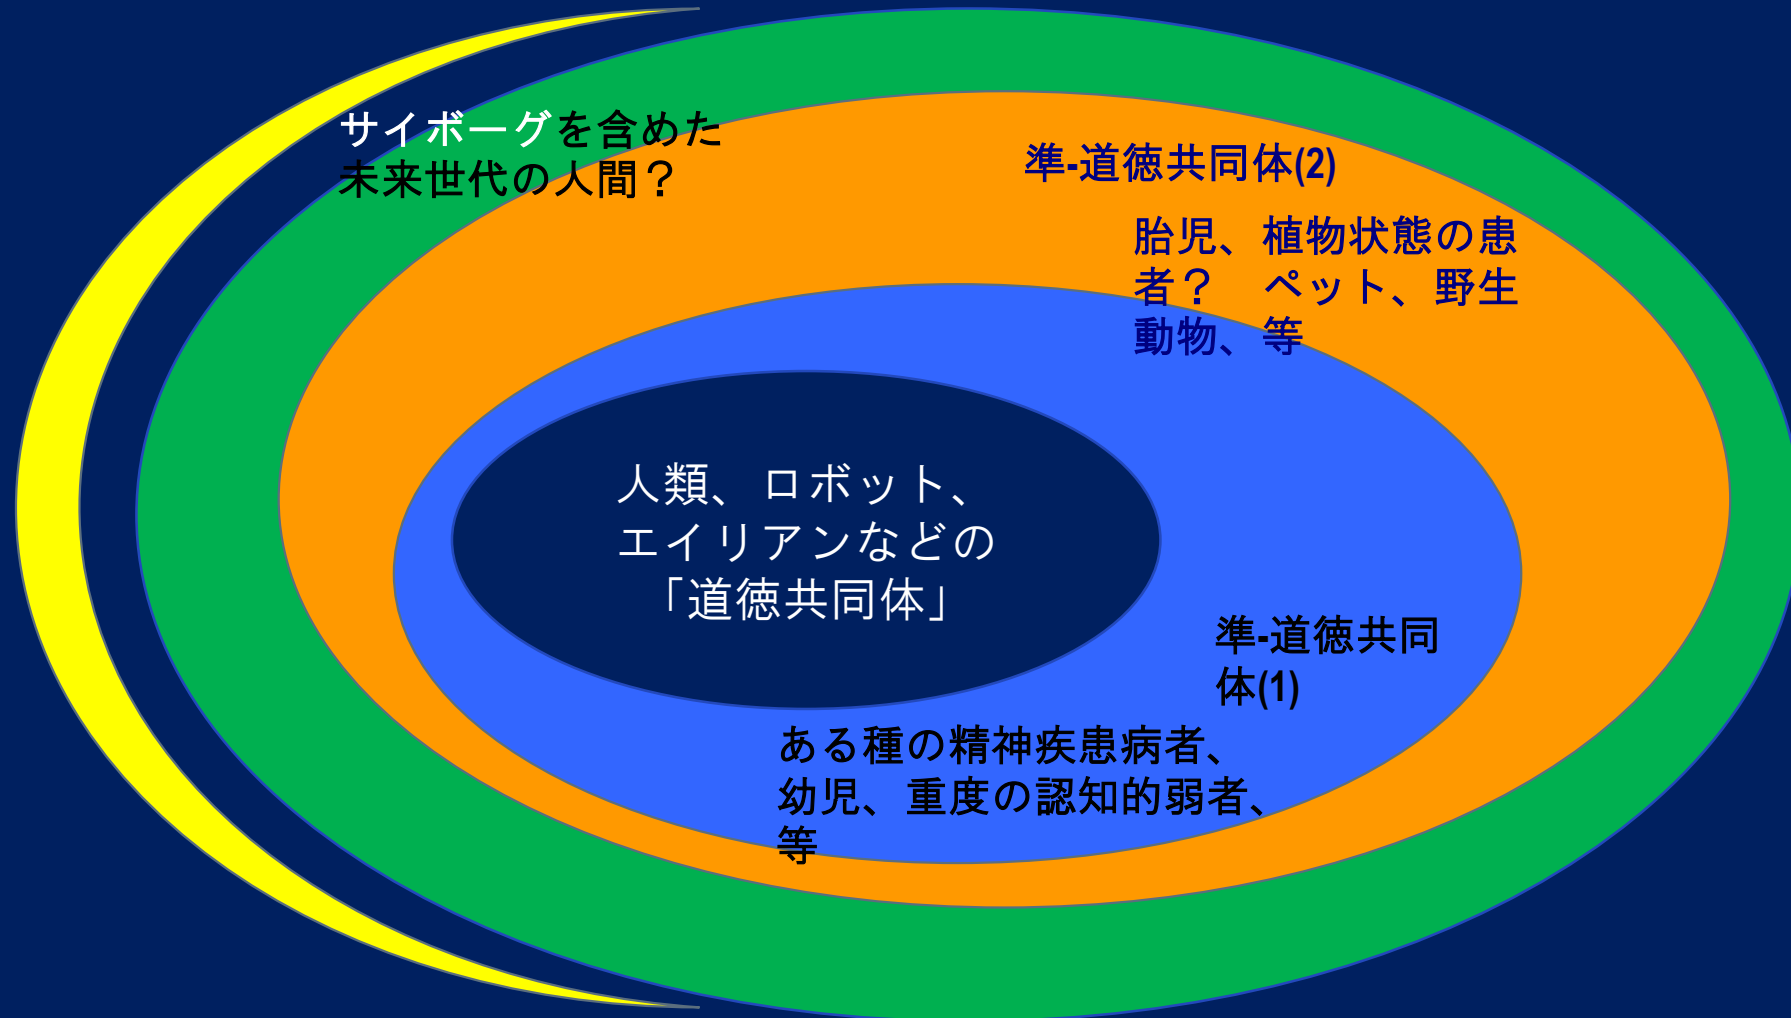 サイボーグを含めた
未来世代の人間？
準-道徳共同体(2)
胎児、植物状態の患
者？　ペット、野生
動物、等
人類、ロボット、
エイリアンなどの
「道徳共同体」
準-道徳共同
体(1)
ある種の精神疾患病者、
幼児、重度の認知的弱者、
等